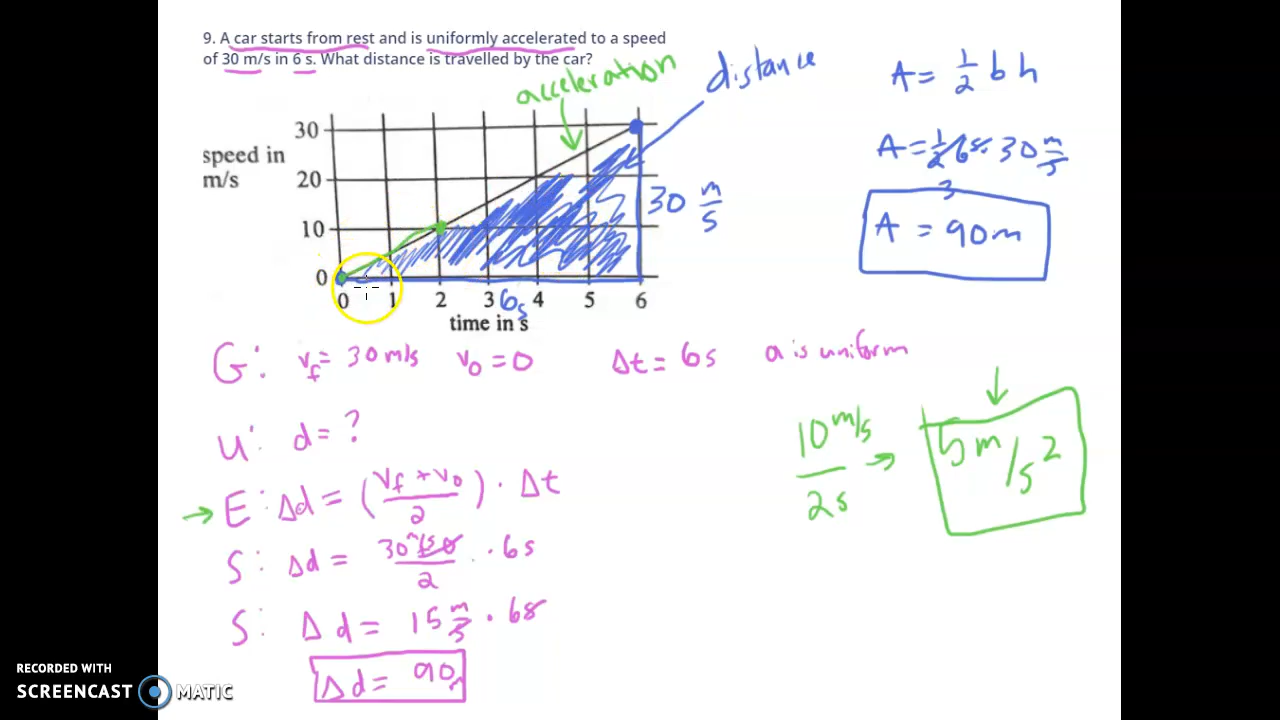 9. A car starts from rest and is uniformly accelerated to a speed
of 30 m/s in 6 s. What distance is travelled by the car?
acceleration
distance
A = 1/2 b h
A = 1/2 6s · 30 m/s
3
A = 90m
speed in
m/s
30
20
10
0
30 m/s
0 1 2 3 4 5 6
6s
time in s
G: vf = 30 m/s v0 = 0 Δt = 6s a is uniform
U: d = ?
E: Δd = (vf + v0 / 2) · Δt
S: Δd = 30 m/s + 0 / 2 · 6s
S: Δd = 15 m/s · 6s
Δd = 90m
10 m/s / 2s → 5 m/s²
RECORDED WITH
SCREENCAST MATIC